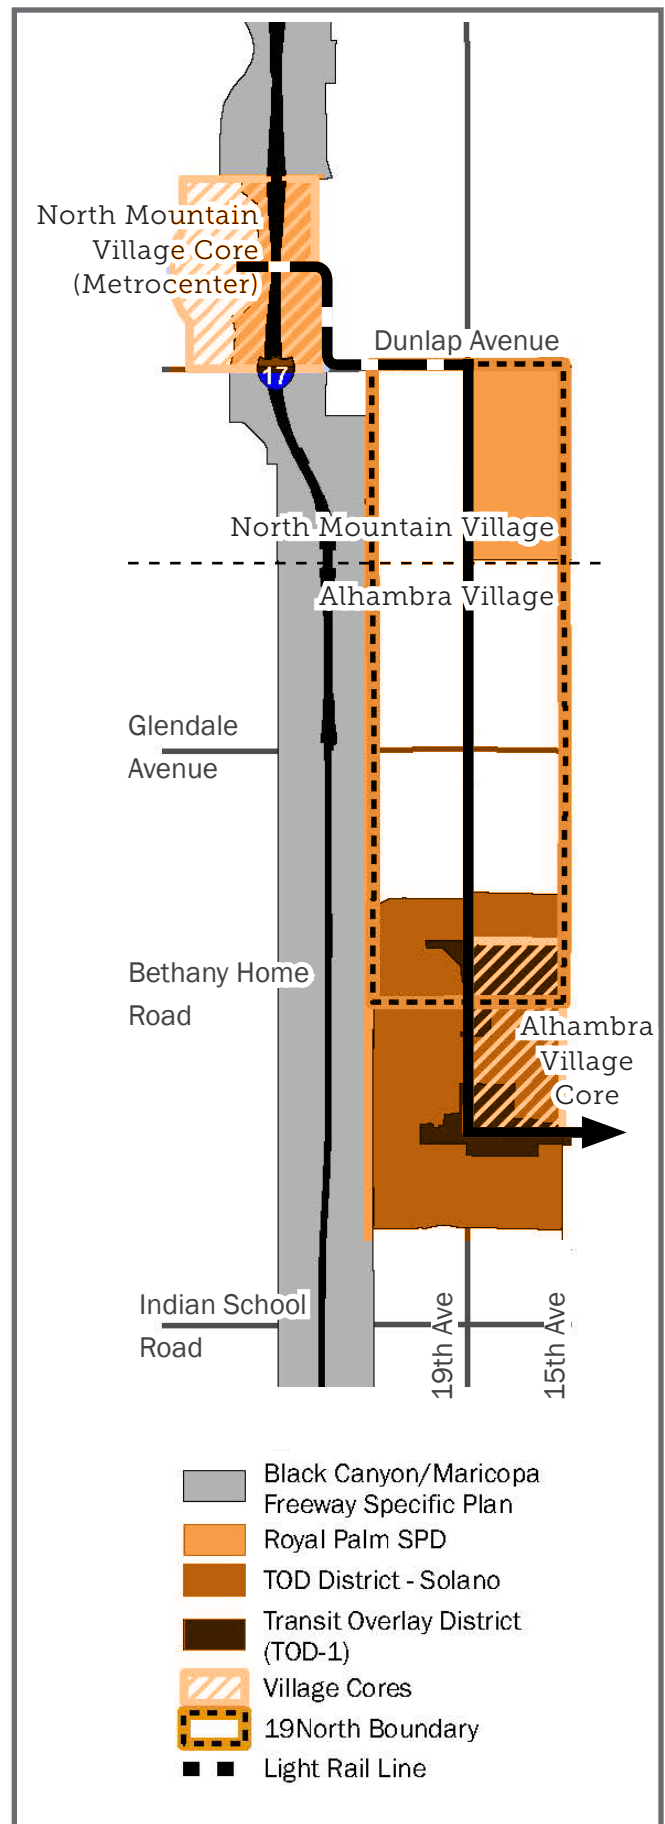 North Mountain
Village Core
(Metrocenter)
Dunlap Avenue
17
North Mountain Village
Alhambra Village
Glendale
Avenue
Bethany Home
Road
Alhambra
Village
Core
Indian School
Road
19th Ave
15th Ave
Black Canyon/Maricopa
Freeway Specific Plan
Royal Palm SPD
TOD District - Solano
Transit Overlay District
(TOD-1)
Village Cores
19North Boundary
Light Rail Line